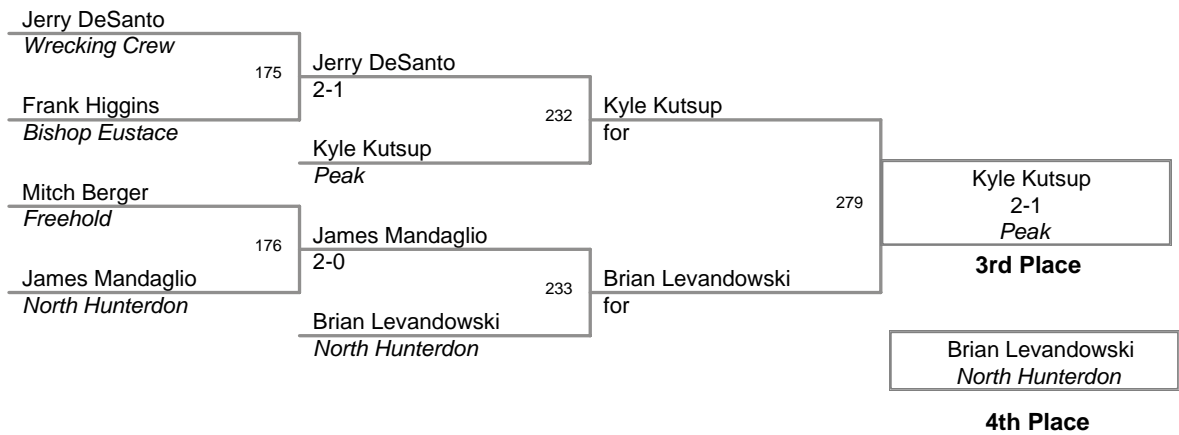 Jerry DeSanto
Wrecking Crew
175
Jerry DeSanto
2-1
Frank Higgins
Bishop Eustace
232
Kyle Kutsup
for
Kyle Kutsup
Peak
Mitch Berger
Freehold
279
Kyle Kutsup
2-1
Peak
3rd Place
176
James Mandaglio
2-0
James Mandaglio
North Hunterdon
233
Brian Levandowski
for
Brian Levandowski
North Hunterdon
Brian Levandowski
North Hunterdon
4th Place